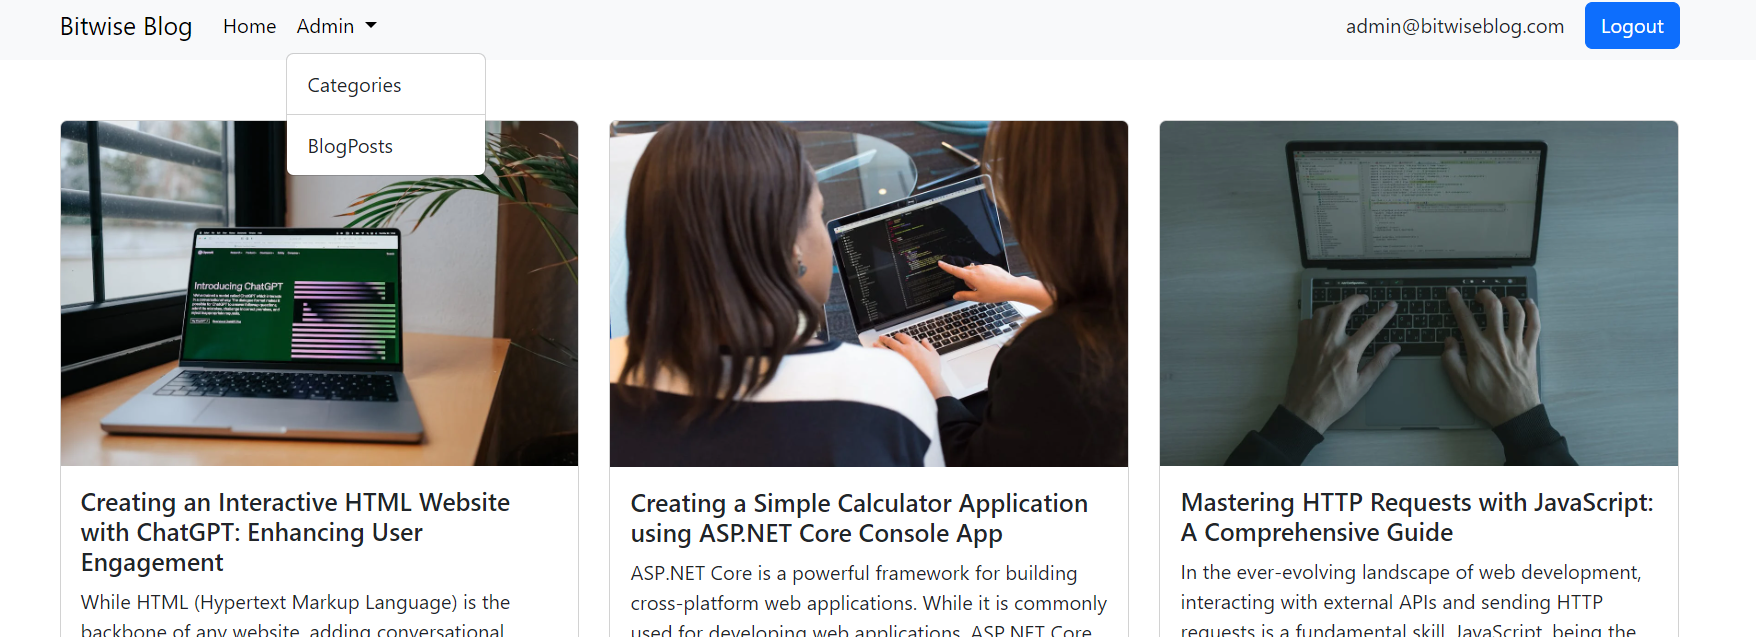 Bitwise Blog
Home
Admin
admin@bitwiseblog.com
Logout
Categories
BlogPosts
Introducing ChatGPT
Creating an Interactive HTML Website
with ChatGPT: Enhancing User
Engagement
While HTML (Hypertext Markup Language) is the
backbone of any website, adding conversational
Creating a Simple Calculator Application
using ASP.NET Core Console App
ASP.NET Core is a powerful framework for building
cross-platform web applications. While it is commonly
used for developing web applications, ASP.NET Core
Mastering HTTP Requests with JavaScript:
A Comprehensive Guide
In the ever-evolving landscape of web development,
interacting with external APIs and sending HTTP
requests is a fundamental skill. JavaScript, being the